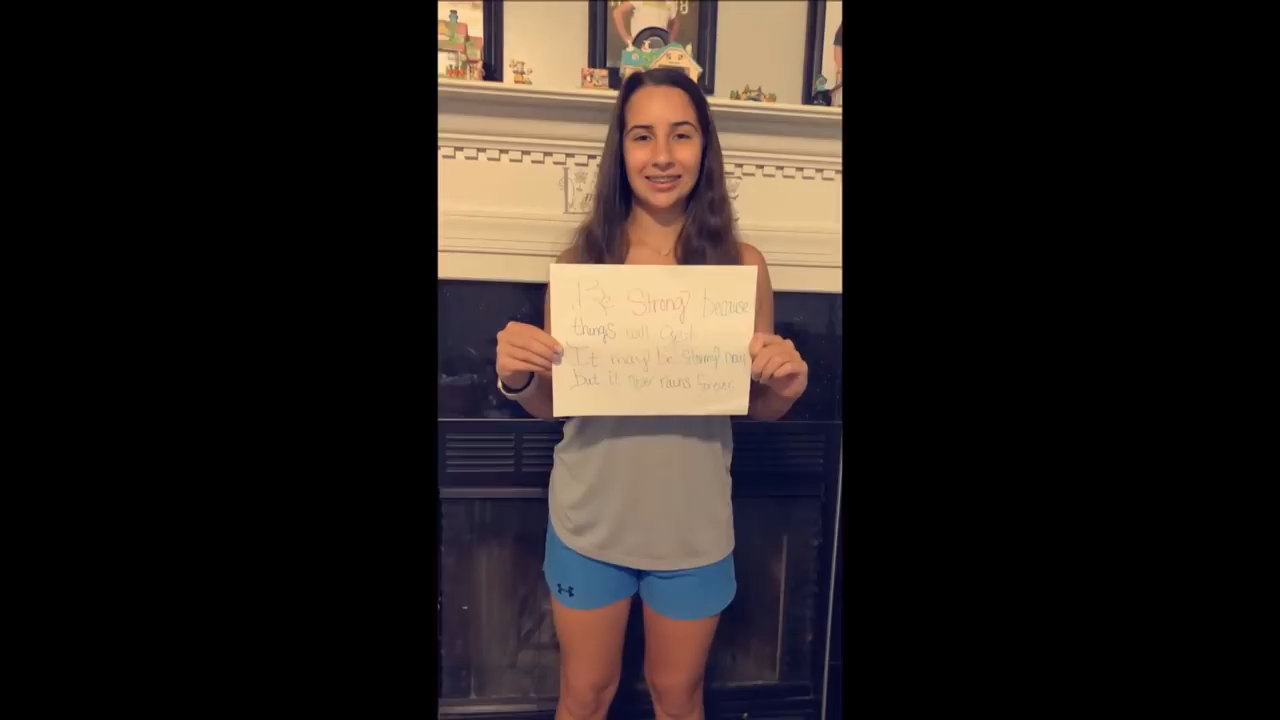 Be Strong because
things will get
It may be stormy now
but it never rains forever